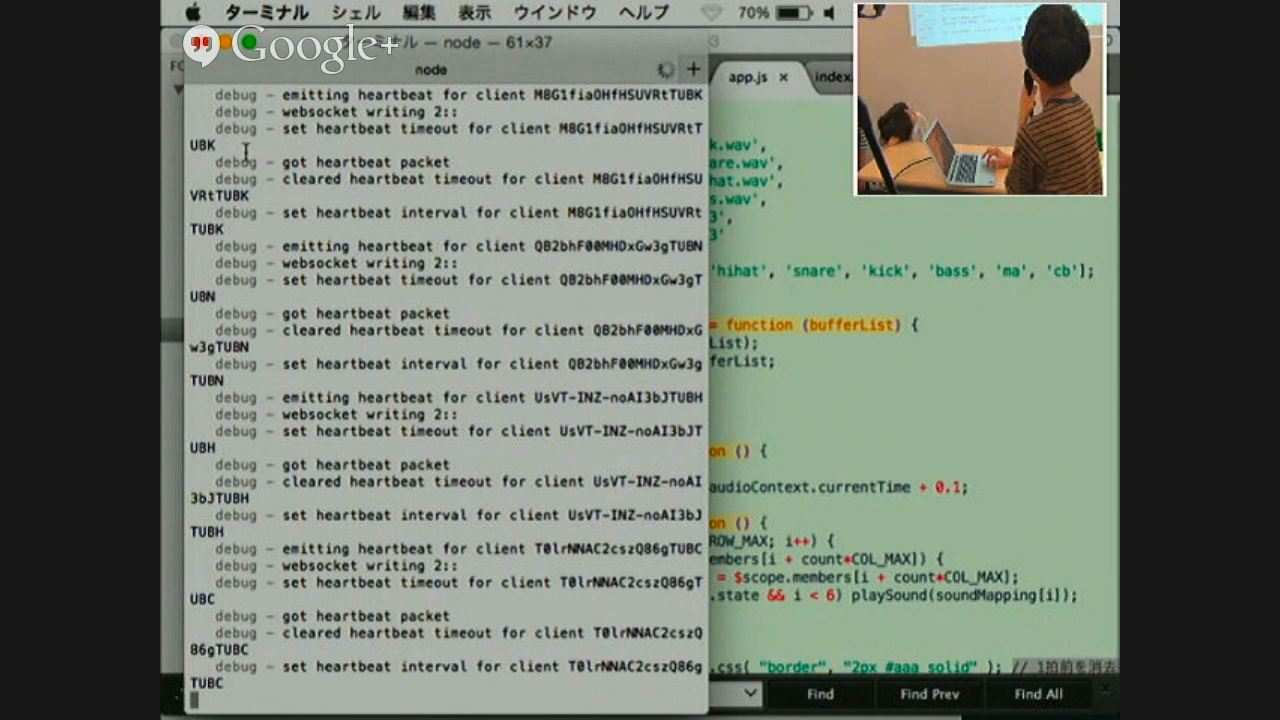 ターミナル シェル 編集 表示 ウインドウ ヘルプ 70%
Google+
ターミナル — node — 61×37
node
debug - emitting heartbeat for client M8G1fiaOHfHSUVRtTUBK
debug - websocket writing 2::
debug - set heartbeat timeout for client M8G1fiaOHfHSUVRtT
UBK
debug - got heartbeat packet
debug - cleared heartbeat timeout for client M8G1fiaOHfHSU
VRtTUBK
debug - set heartbeat interval for client M8G1fiaOHfHSUVRt
TUBK
debug - emitting heartbeat for client QB2bhF00MHDxGw3gTUBN
debug - websocket writing 2::
debug - set heartbeat timeout for client QB2bhF00MHDxGw3gT
UBN
debug - got heartbeat packet
debug - cleared heartbeat timeout for client QB2bhF00MHDxG
w3gTUBN
debug - set heartbeat interval for client QB2bhF00MHDxGw3g
TUBN
debug - emitting heartbeat for client UsVT-INZ-noAI3bJTUBH
debug - websocket writing 2::
debug - set heartbeat timeout for client UsVT-INZ-noAI3bJT
UBH
debug - got heartbeat packet
debug - cleared heartbeat timeout for client UsVT-INZ-noAI
3bJTUBH
debug - set heartbeat interval for client UsVT-INZ-noAI3bJ
TUBH
debug - emitting heartbeat for client T0lrNNAC2cszQ86gTUBC
debug - websocket writing 2::
debug - set heartbeat timeout for client T0lrNNAC2cszQ86gT
UBC
debug - got heartbeat packet
debug - cleared heartbeat timeout for client T0lrNNAC2cszQ
86gTUBC
debug - set heartbeat interval for client T0lrNNAC2cszQ86g
TUBC
app.js × index.
k.wav',
are.wav',
hat.wav',
s.wav',
3',
3'
'hihat', 'snare', 'kick', 'bass', 'ma', 'cb'];
= function (bufferList) {
List);
ferList;
on () {
audioContext.currentTime + 0.1;
on () {
ROW_MAX; i++) {
embers[i + count*COL_MAX]) {
= $scope.members[i + count*COL_MAX];
.state && i < 6) playSound(soundMapping[i]);
.css( "border", "2px #aaa solid" ); // 1拍前を消去
Find Find Prev Find All